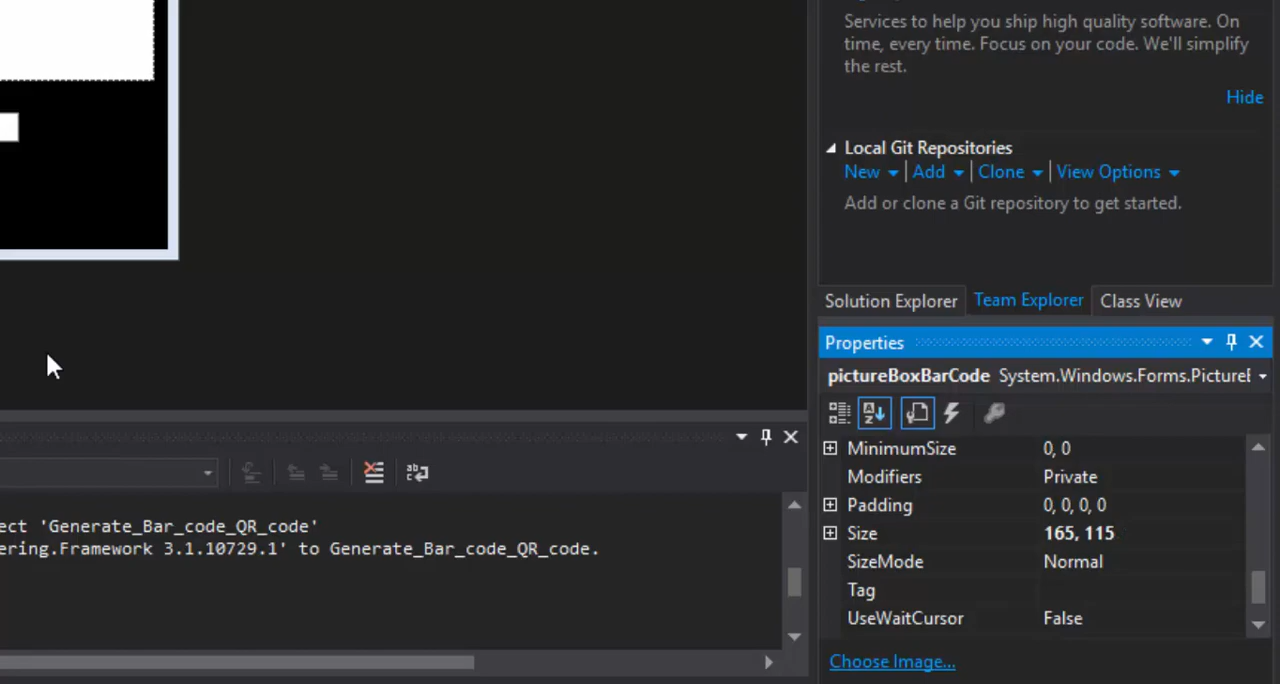 Services to help you ship high quality software. On
time, every time. Focus on your code. We'll simplify
the rest.
Hide
Local Git Repositories
New Add Clone View Options
Add or clone a Git repository to get started.
Solution Explorer Team Explorer Class View
Properties
pictureBoxBarCode System.Windows.Forms.PictureB
MinimumSize 0, 0
Modifiers Private
Padding 0, 0, 0, 0
Size 165, 115
SizeMode Normal
Tag
UseWaitCursor False
Choose Image...
ect 'Generate_Bar_code_QR_code'
ering.Framework 3.1.10729.1' to Generate_Bar_code_QR_code.